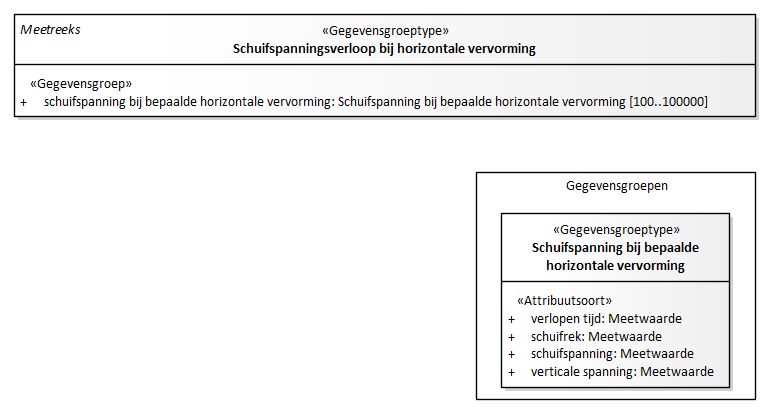 Meetreeks
«Gegevensgroeptype»
Schuifspanningsverloop bij horizontale vervorming
«Gegevensgroep»
+ schuifspanning bij bepaalde horizontale vervorming: Schuifspanning bij bepaalde horizontale vervorming [100..100000]
Gegevensgroepen
«Gegevensgroeptype»
Schuifspanning bij bepaalde
horizontale vervorming
«Attribuutsoort»
+ verlopen tijd: Meetwaarde
+ schuifrek: Meetwaarde
+ schuifspanning: Meetwaarde
+ verticale spanning: Meetwaarde